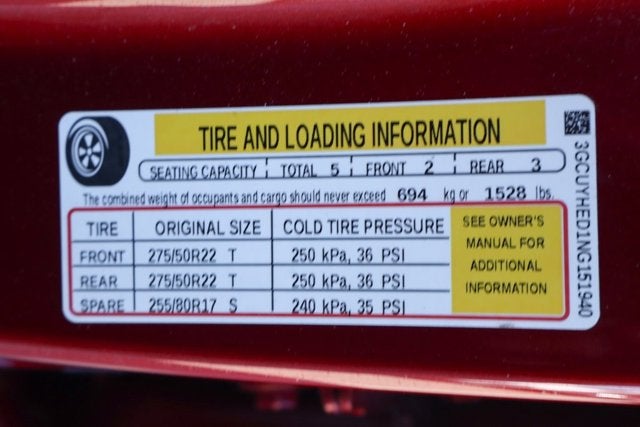 TIRE AND LOADING INFORMATION
SEATING CAPACITY TOTAL 5 FRONT 2 REAR 3
The combined weight of occupants and cargo should never exceed 694 kg or 1528 lbs.
TIRE ORIGINAL SIZE COLD TIRE PRESSURE
FRONT 275/50R22 T 250 kPa, 36 PSI
REAR 275/50R22 T 250 kPa, 36 PSI
SPARE 255/80R17 S 240 kPa, 35 PSI
SEE OWNER'S
MANUAL FOR
ADDITIONAL
INFORMATION
3GCUYHED1NG151940